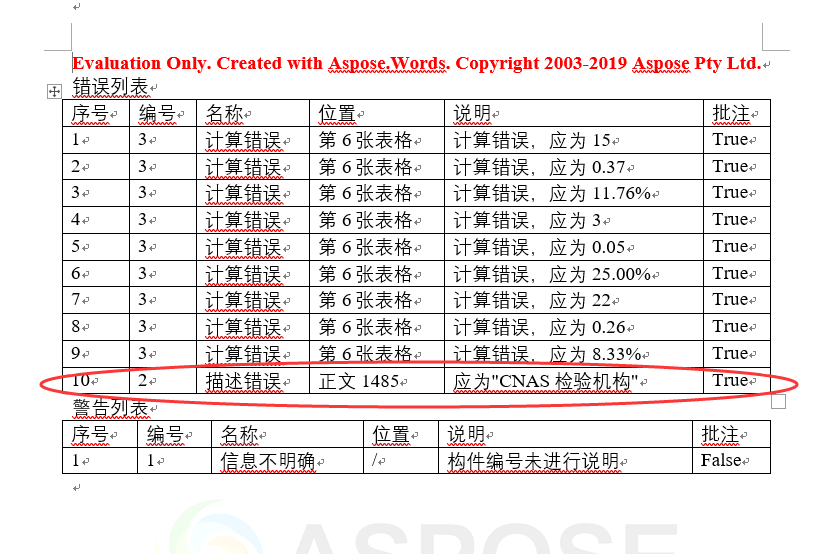 Evaluation Only. Created with Aspose.Words. Copyright 2003-2019 Aspose Pty Ltd.
错误列表
序号 编号 名称 位置 说明 批注
1 3 计算错误 第 6 张表格 计算错误，应为 15 True
2 3 计算错误 第 6 张表格 计算错误，应为 0.37 True
3 3 计算错误 第 6 张表格 计算错误，应为 11.76% True
4 3 计算错误 第 6 张表格 计算错误，应为 3 True
5 3 计算错误 第 6 张表格 计算错误，应为 0.05 True
6 3 计算错误 第 6 张表格 计算错误，应为 25.00% True
7 3 计算错误 第 6 张表格 计算错误，应为 22 True
8 3 计算错误 第 6 张表格 计算错误，应为 0.26 True
9 3 计算错误 第 6 张表格 计算错误，应为 8.33% True
10 2 描述错误 正文 1485 应为"CNAS 检验机构" True
警告列表
序号 编号 名称 位置 说明 批注
1 1 信息不明确 / 构件编号未进行说明 False
ASPOSE